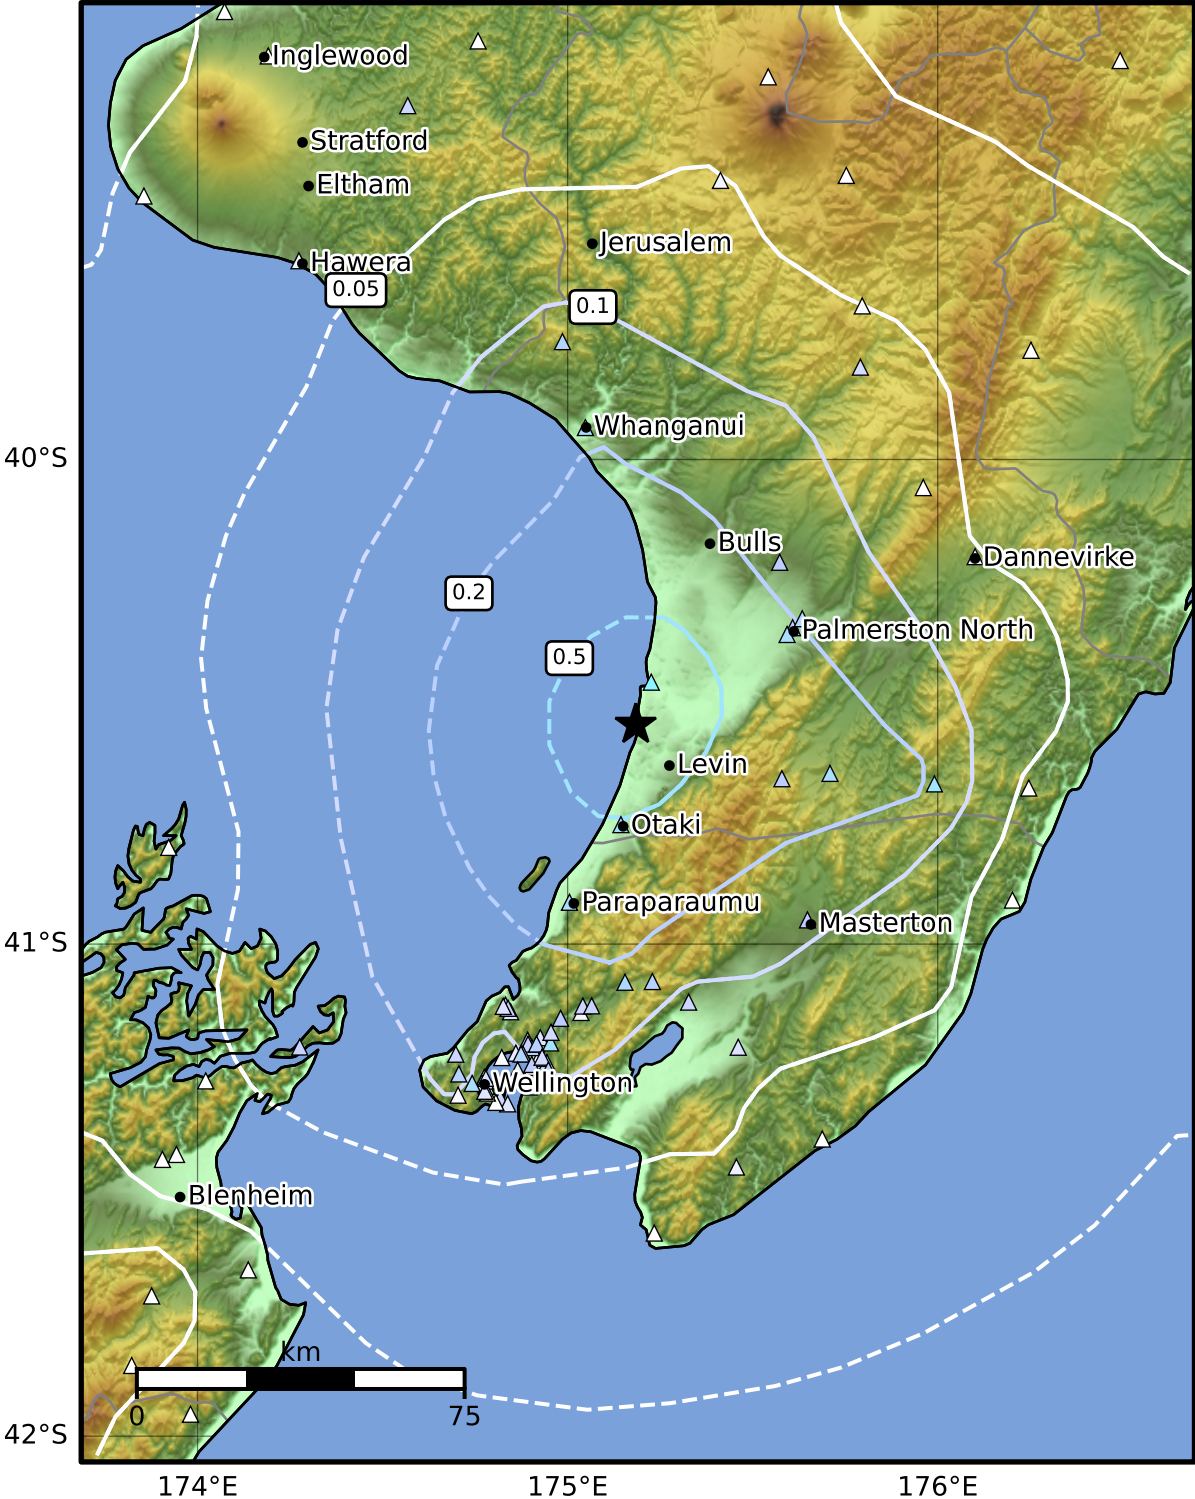 Inglewood
Stratford
Eltham
Jerusalem
Hawera
0.05
0.1
Whanganui
40°S
Bulls
Dannevirke
0.2
Palmerston North
0.5
Levin
Otaki
Paraparaumu
Masterton
41°S
Wellington
Blenheim
km
0
75
42°S
174°E
175°E
176°E